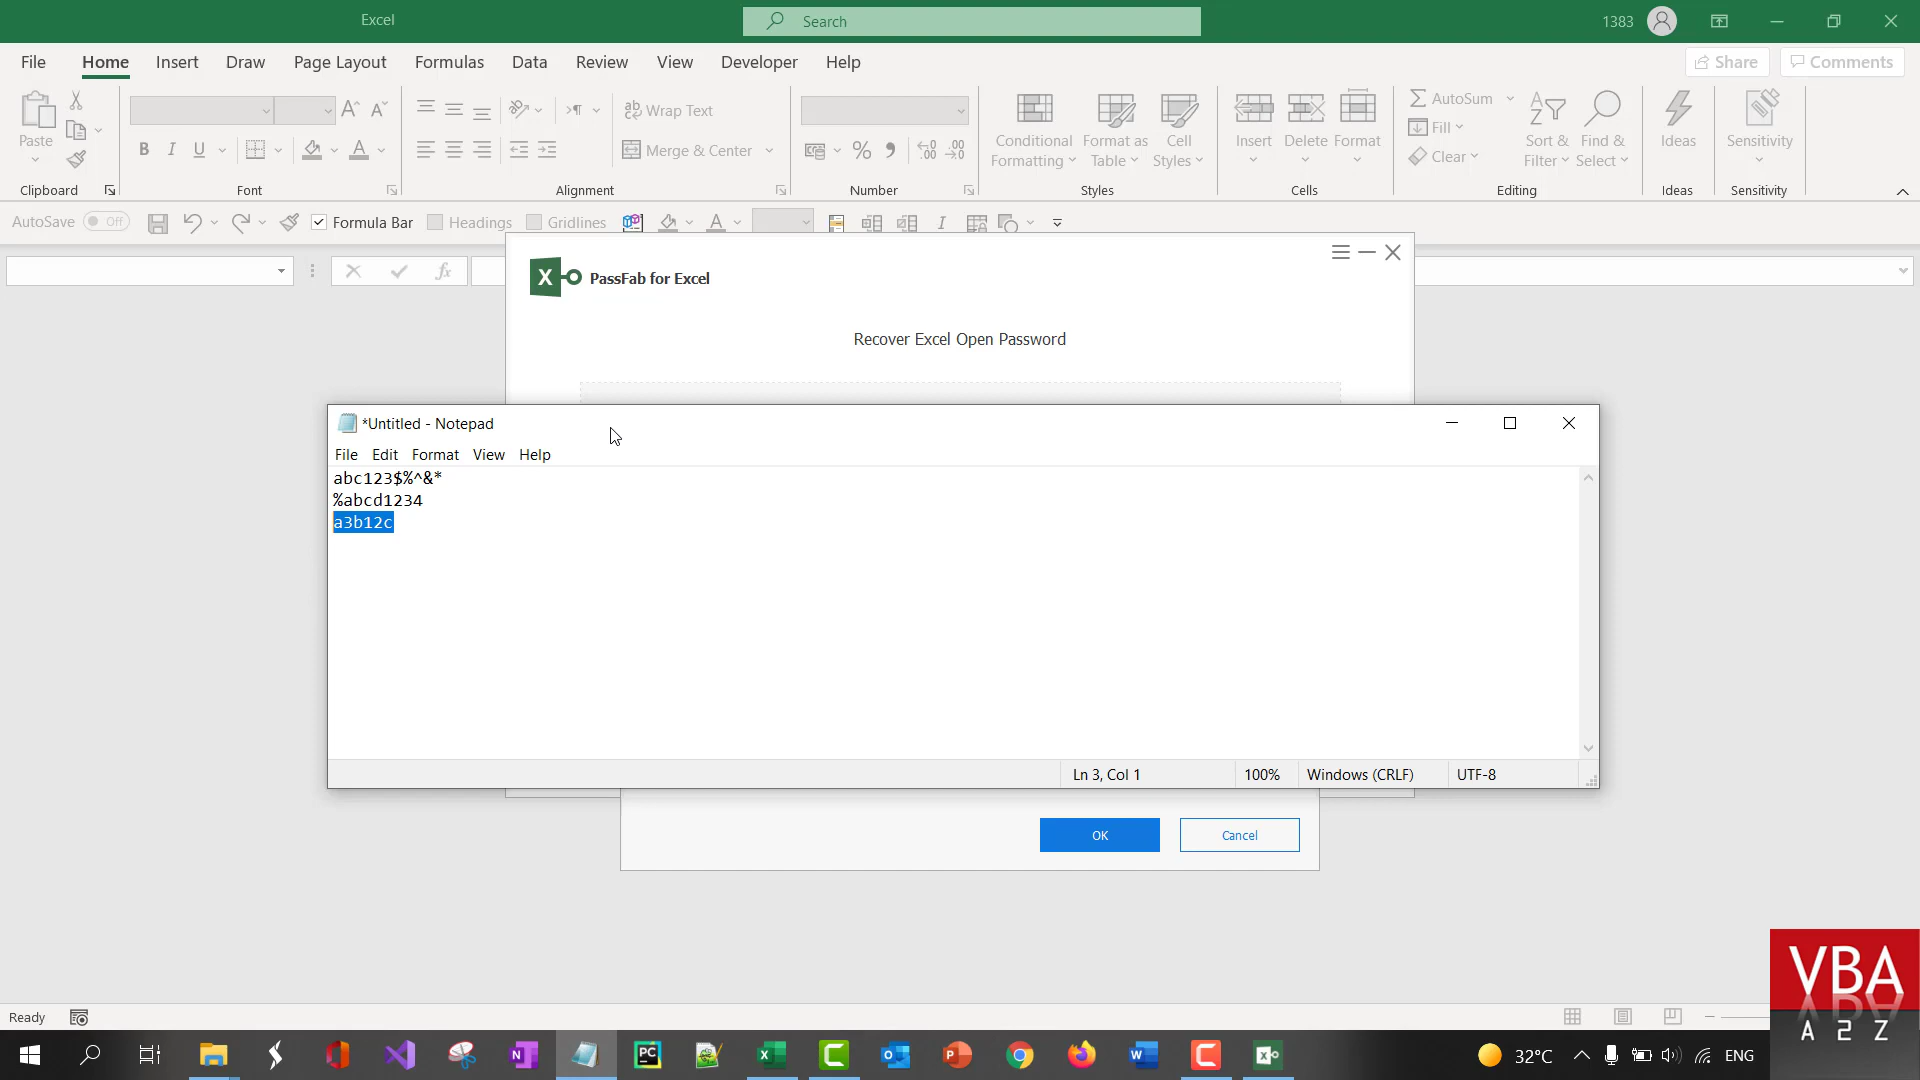 Excel
Search
1383
File Home Insert Draw Page Layout Formulas Data Review View Developer Help
Share Comments
Paste
Wrap Text
Merge & Center
Conditional Formatting
Format as Table
Cell Styles
Insert
Delete
Format
AutoSum
Fill
Clear
Sort & Filter
Find & Select
Ideas
Sensitivity
Clipboard Font Alignment Number Styles Cells Editing Ideas Sensitivity
AutoSave Off Formula Bar Headings Gridlines
PassFab for Excel
Recover Excel Open Password
*Untitled - Notepad
File Edit Format View Help
abc123$%^&*
%abcd1234
a3b12c
Ln 3, Col 1 100% Windows (CRLF) UTF-8
OK Cancel
VBA
A 2 Z
Ready
32°C ENG